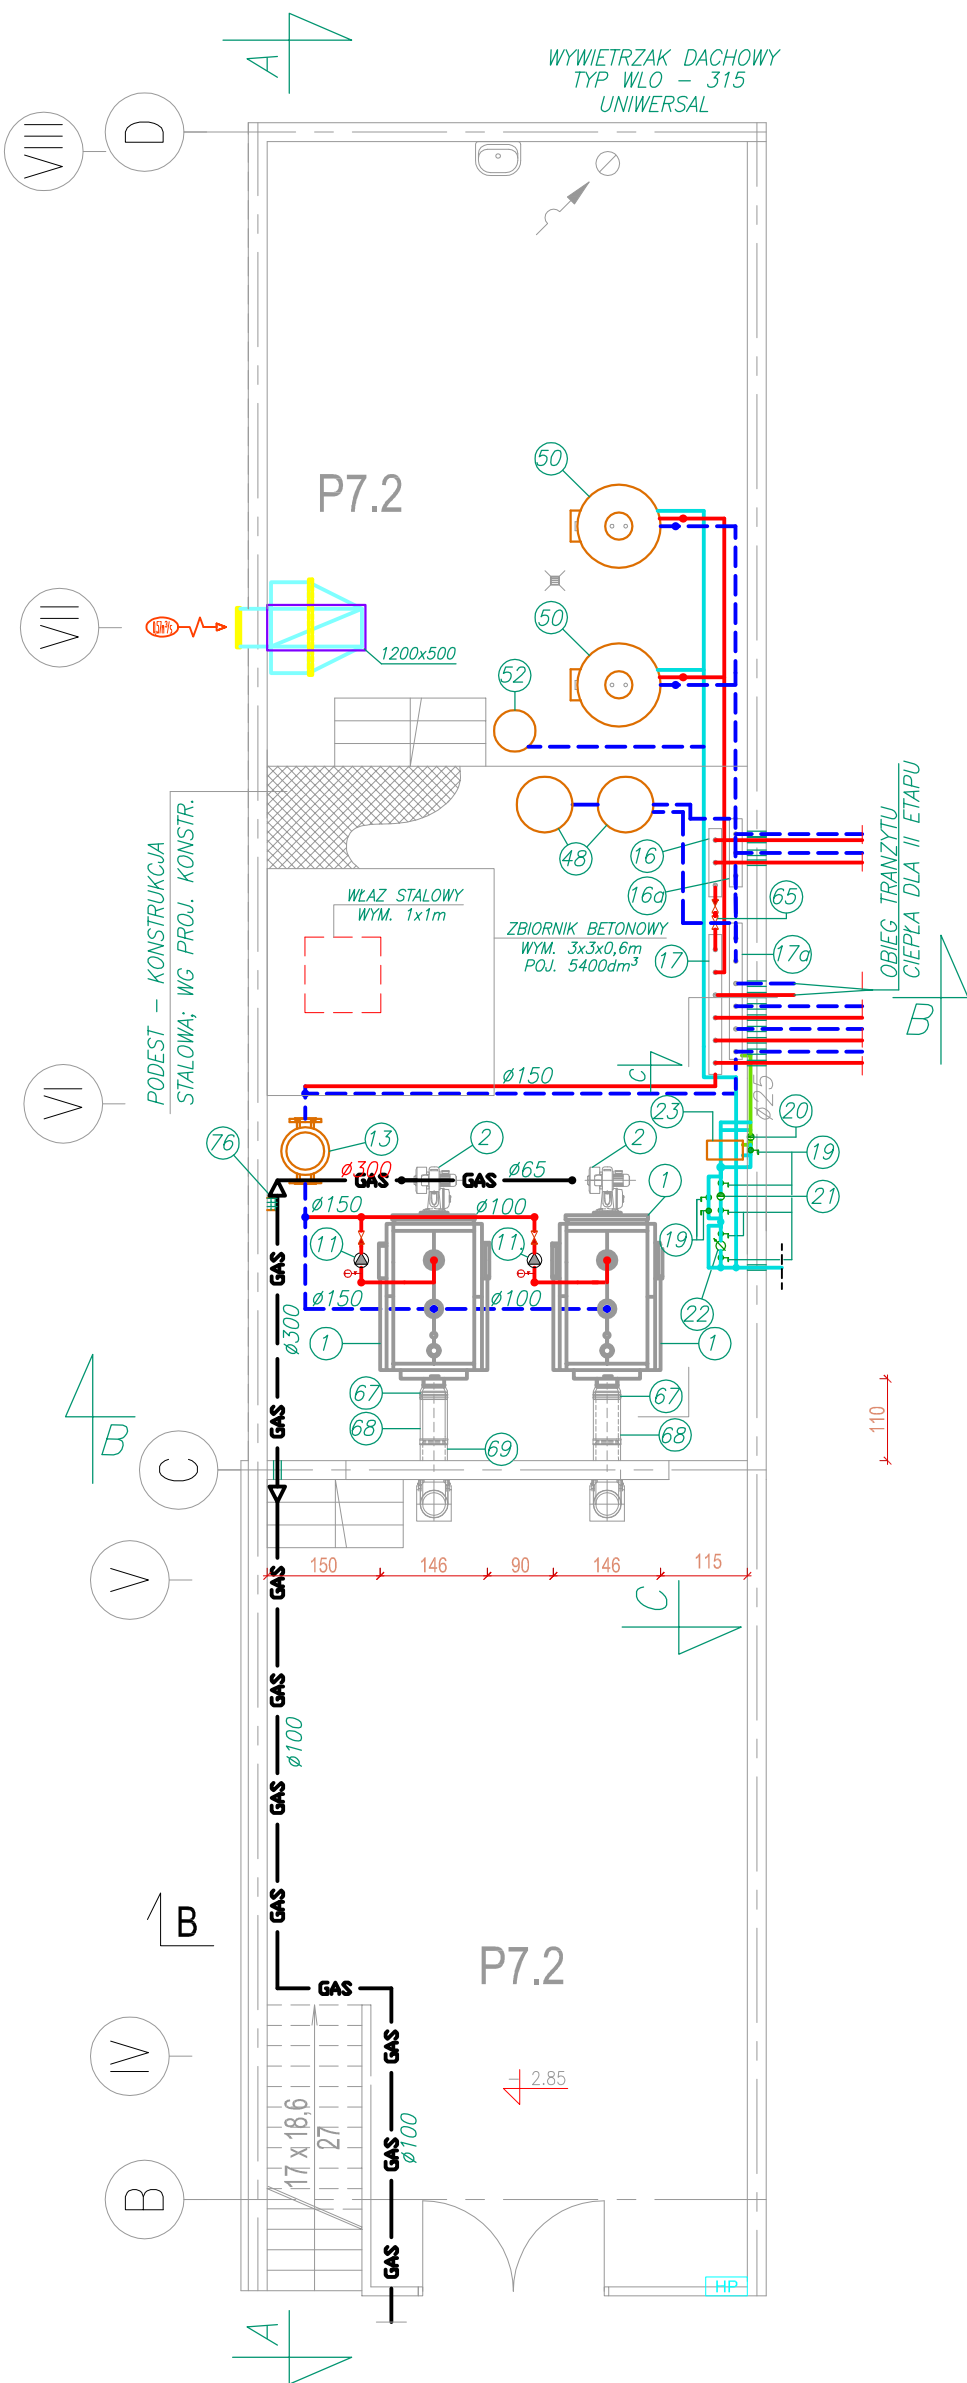 A
WYWIETRZAK DACHOWY
TYP WLO - 315
UNIWERSAL
VIII
D
50
P7.2
VII
50
1200x500
52
PODEST - KONSTRUKCJA
STALOWA; WG PROJ. KONSTR.
OBIEG TRANZYTU
CIEPŁA DLA II ETAPU
48
16
16a
65
WŁAZ STALOWY
WYM. 1x1m
ZBIORNIK BETONOWY
WYM. 3x3x0,6m
POJ. 5400dm³
17
17a
B
VI
ø150
C
ø25
23
20
76
13
2
2
19
ø300
GAS
GAS
ø65
1
21
ø150
ø100
19
11
11
GAS
ø300
ø150
ø100
22
1
1
1
67
67
110
68
68
B
GAS
69
C
V
GAS
150
146
90
146
115
C
GAS
ø100
GAS
GAS
B
P7.2
GAS
IV
GAS
2.85
17 x 18,6
27
GAS
ø100
B
GAS
HP
A